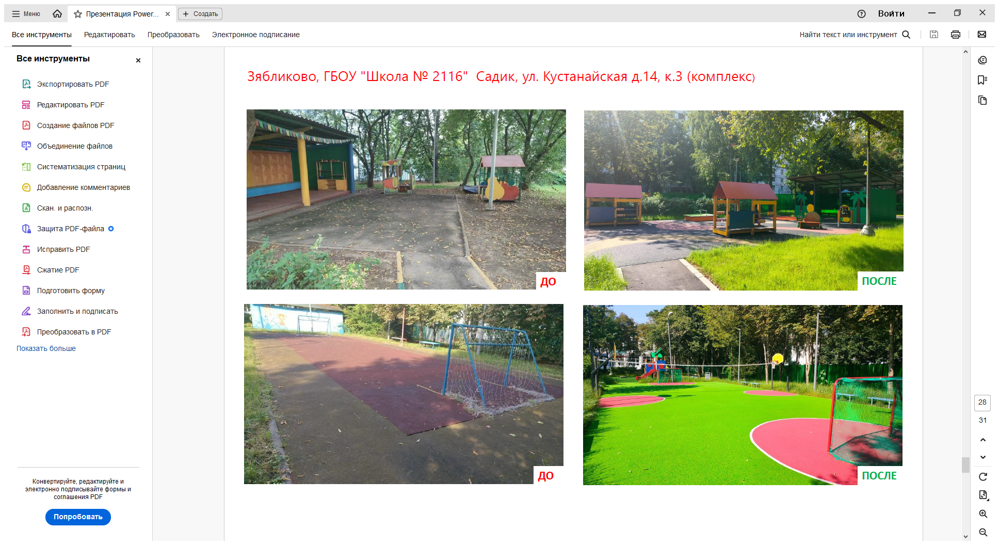 Меню
Презентация Power...
Создать
Войти
Все инструменты
Редактировать
Преобразовать
Электронное подписание
Найти текст или инструмент
Все инструменты
Экспортировать PDF
Редактировать PDF
Создание файлов PDF
Объединение файлов
Систематизация страниц
Добавление комментариев
Скан. и распозн.
Защита PDF-файла
Исправить PDF
Сжатие PDF
Подготовить форму
Заполнить и подписать
Преобразовать в PDF
Показать больше
Конвертируйте, редактируйте и
электронно подписывайте формы и
соглашения PDF
Попробовать
Зябликово, ГБОУ "Школа № 2116"  Садик, ул. Кустанайская д.14, к.3 (комплекс)
ДО
ПОСЛЕ
ДО
ПОСЛЕ
28
31